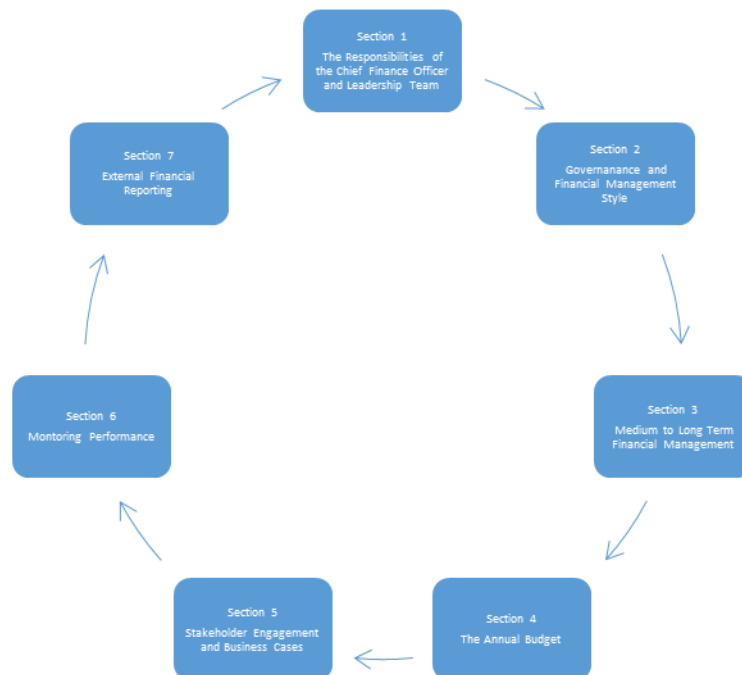 Section 1
The Responsibilities of
the Chief Finance Officer
and Leadership Team
Section 2
Governanance and
Financial Management
Style
Section 3
Medium to Long Term
Financial Management
Section 4
The Annual Budget
Section 5
Stakeholder Engagement
and Business Cases
Section 6
Montoring Performance
Section 7
External Financial
Reporting